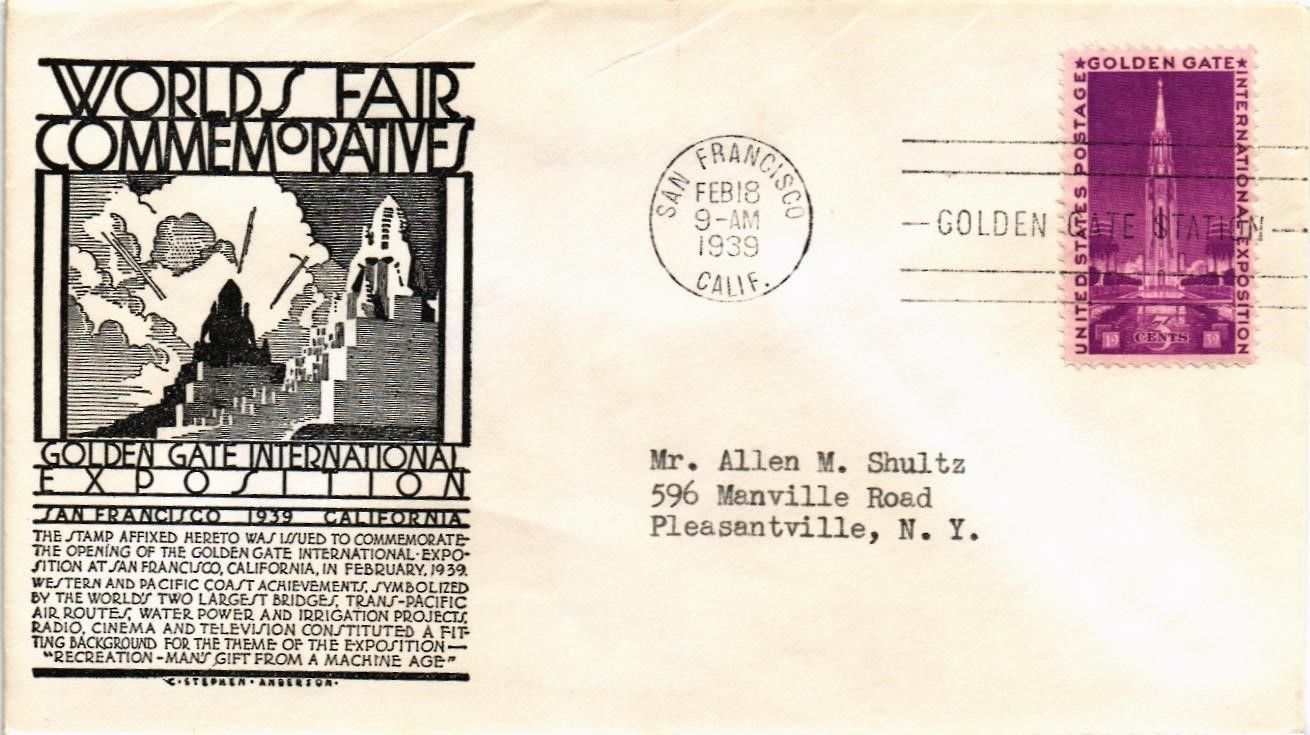 WORLDS FAIR
COMMEMORATIVES
GOLDEN GATE INTERNATIONAL
EXPOSITION
SAN FRANCISCO 1939 CALIFORNIA
THE STAMP AFFIXED HERETO WAS ISSUED TO COMMEMORATE
THE OPENING OF THE GOLDEN GATE INTERNATIONAL EXPO-
SITION AT SAN FRANCISCO, CALIFORNIA, IN FEBRUARY, 1939.
WESTERN AND PACIFIC COAST ACHIEVEMENTS, SYMBOLIZED
BY THE WORLD'S TWO LARGEST BRIDGES, TRANS-PACIFIC
AIR ROUTES, WATER POWER AND IRRIGATION PROJECTS,
RADIO, CINEMA AND TELEVISION CONSTITUTED A FIT-
TING BACKGROUND FOR THE THEME OF THE EXPOSITION—
"RECREATION-MAN'S GIFT FROM A MACHINE AGE"
C·STEPHEN·ANDERSON·
SAN FRANCISCO
FEB 18
9-AM
1939
CALIF.
GOLDEN GATE STATION
★GOLDEN GATE★
UNITED STATES POSTAGE
INTERNATIONAL EXPOSITION
19 3 39
CENTS
Mr. Allen M. Shultz
596 Manville Road
Pleasantville, N. Y.